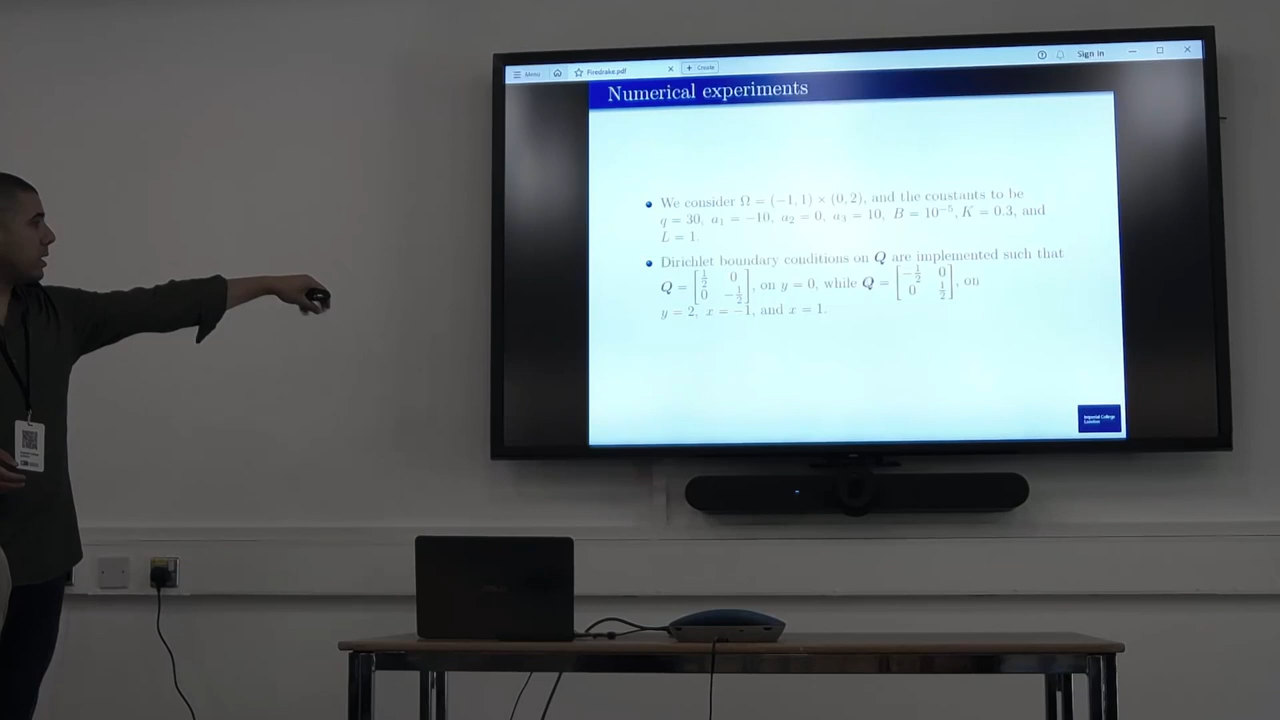 Menu
Firedrake.pdf
Create
Sign in
Numerical experiments
We consider Ω = (−1, 1) × (0, 2), and the constants to be
q = 30, a₁ = −10, a₂ = 0, a₃ = 10, B = 10⁻⁵, K = 0.3, and
L = 1.
Dirichlet boundary conditions on Q are implemented such that
Q = [½ 0; 0 −½], on y = 0, while Q = [−½ 0; 0 ½], on
y = 2, x = −1, and x = 1.
Imperial College
London